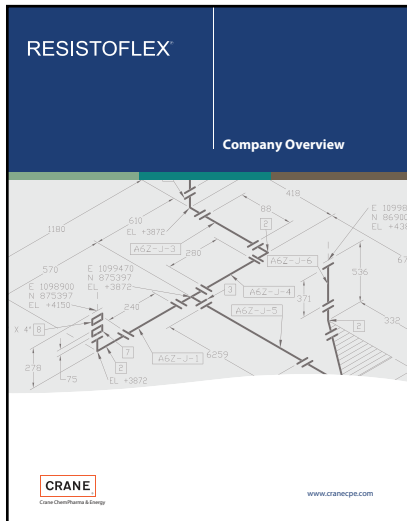 RESISTOFLEX®
Company Overview
418
88
610
1180
EL +3872
2
A6Z-J-3
280
A6Z-J-6
570
E 1099470
N 875397
EL +3872
536
E 1098900
N 875397
EL +4150
3
A6Z-J-4
371
240
A6Z-J-5
332
X 4" 8
2
7
6259
A6Z-J-1
278
2
75
EL +3872
CRANE
Crane ChemPharma & Energy
www.cranecpe.com